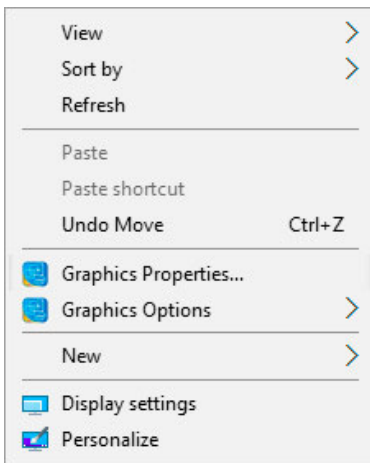 View
Sort by
Refresh
Paste
Paste shortcut
Undo Move Ctrl+Z
Graphics Properties...
Graphics Options
New
Display settings
Personalize